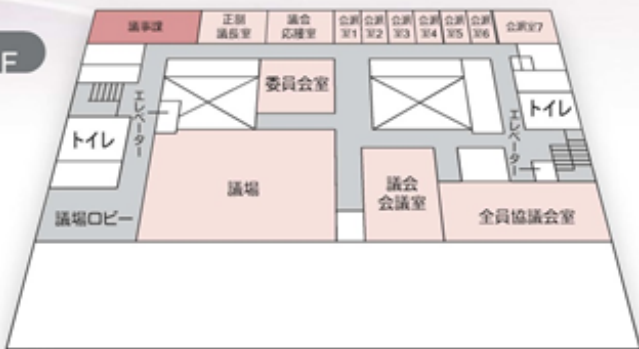 F
議事課
正副
議長室
議会
応接室
会派
室1
会派
室2
会派
室3
会派
室4
会派
室5
会派
室6
会派室7
委員会室
エレベーター
トイレ
エレベーター
トイレ
議場
議会
会議室
全員協議会室
議場ロビー